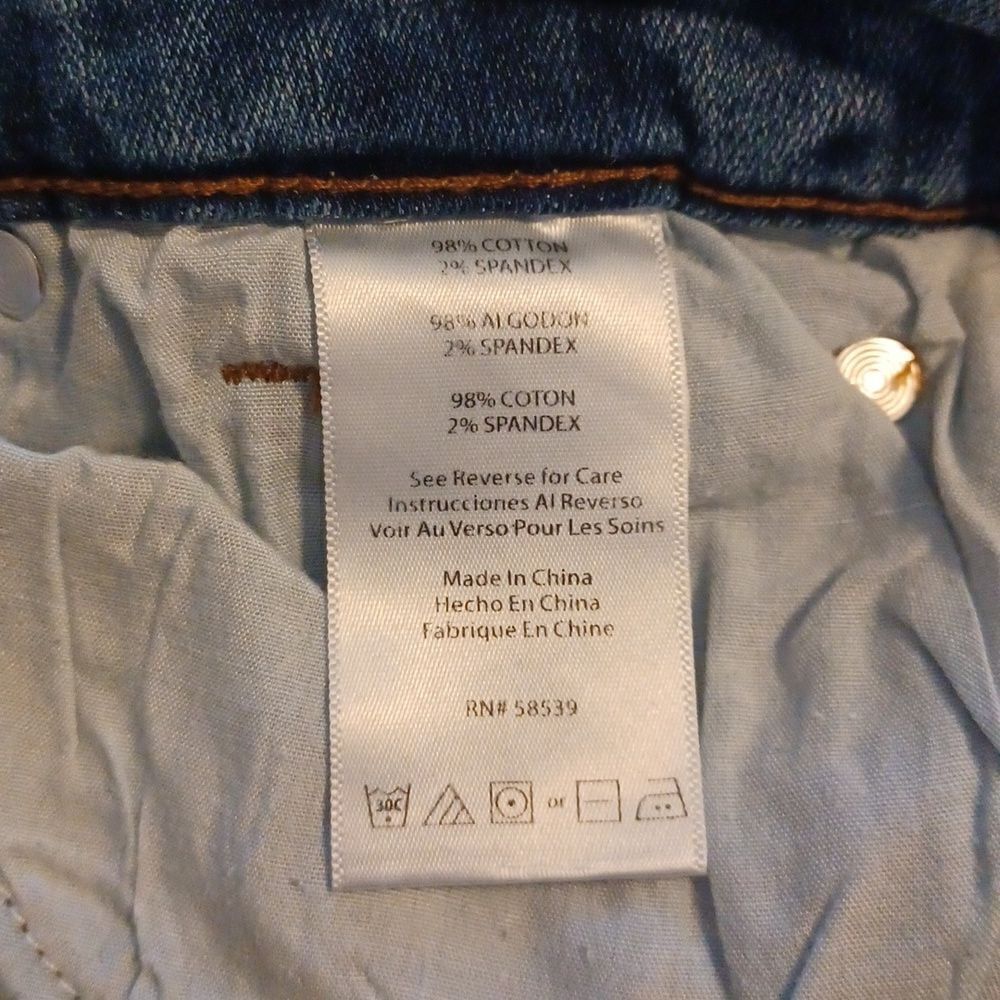 98% COTTON
2% SPANDEX
98% ALGODON
2% SPANDEX
98% COTON
2% SPANDEX
See Reverse for Care
Instrucciones Al Reverso
Voir Au Verso Pour Les Soins
Made In China
Hecho En China
Fabrique En Chine
RN# 58539
30C or